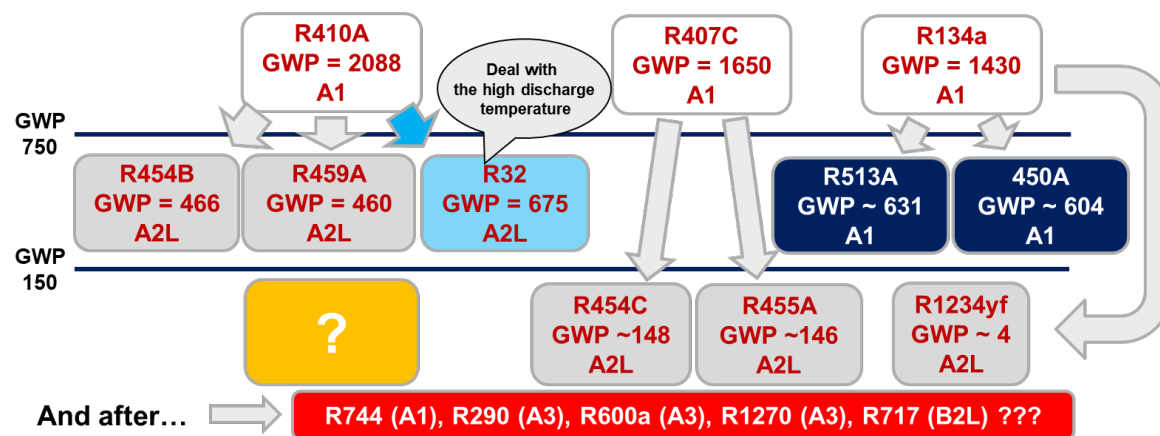 R410A
GWP = 2088
A1
Deal with
the high discharge
temperature
R407C
GWP = 1650
A1
R134a
GWP = 1430
A1
GWP
750
R454B
GWP = 466
A2L
R459A
GWP = 460
A2L
R32
GWP = 675
A2L
R513A
GWP ~ 631
A1
450A
GWP ~ 604
A1
GWP
150
?
R454C
GWP ~148
A2L
R455A
GWP ~146
A2L
R1234yf
GWP ~ 4
A2L
And after...
R744 (A1), R290 (A3), R600a (A3), R1270 (A3), R717 (B2L) ???